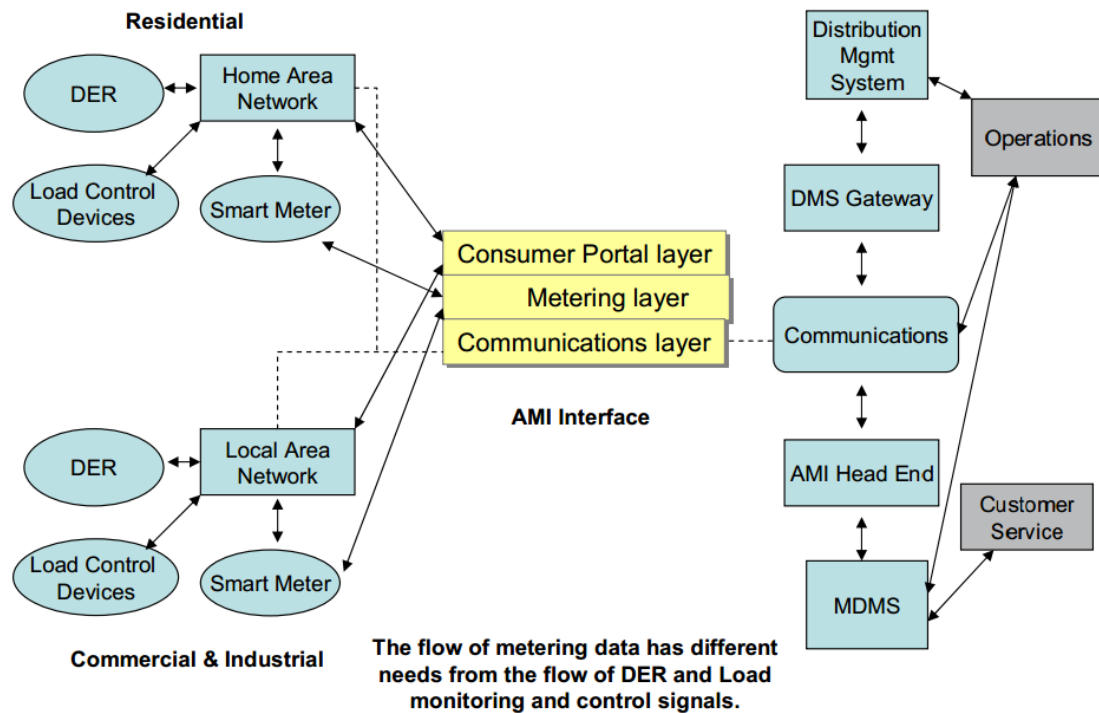 Residential
DER
Home Area
Network
Load Control
Devices
Smart Meter
Consumer Portal layer
Metering layer
Communications layer
AMI Interface
DER
Local Area
Network
Load Control
Devices
Smart Meter
Commercial & Industrial
The flow of metering data has different
needs from the flow of DER and Load
monitoring and control signals.
Distribution
Mgmt
System
Operations
DMS Gateway
Communications
AMI Head End
Customer
Service
MDMS